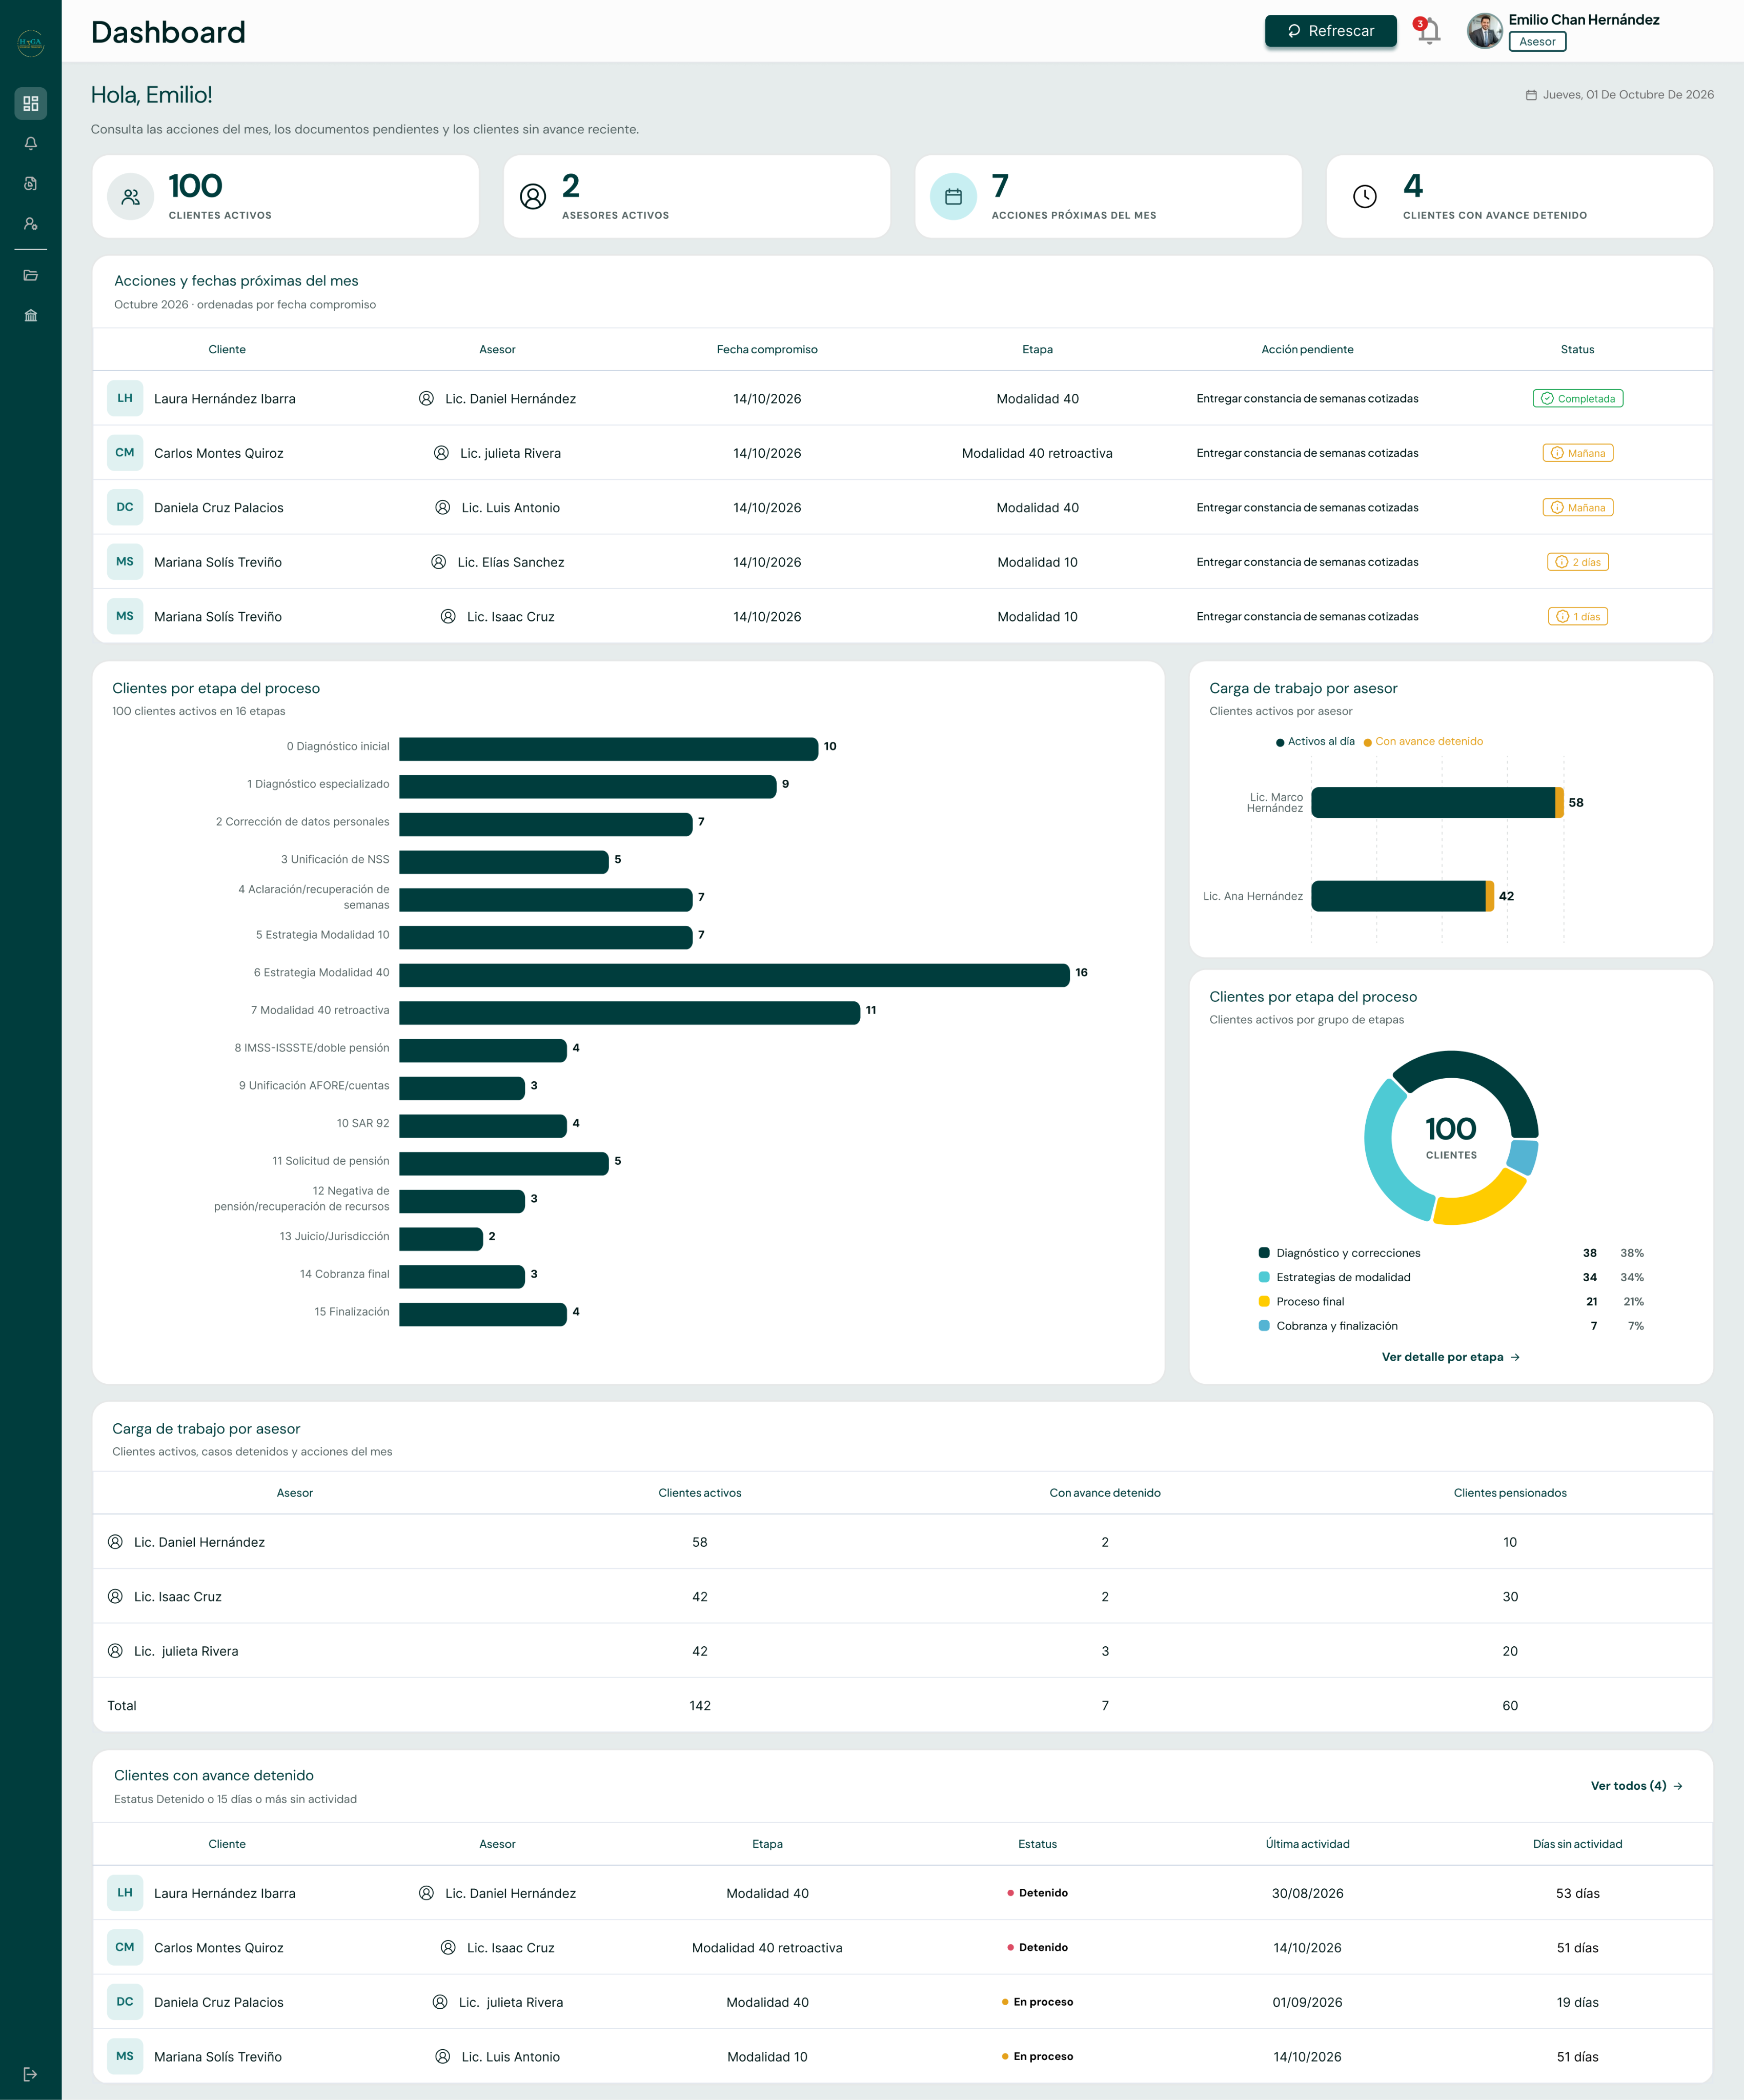 Dashboard
Refrescar
3
Emilio Chan Hernández
Asesor
Hola, Emilio!
Jueves, 01 De Octubre De 2026
Consulta las acciones del mes, los documentos pendientes y los clientes sin avance reciente.
100
CLIENTES ACTIVOS
2
ASESORES ACTIVOS
7
ACCIONES PRÓXIMAS DEL MES
4
CLIENTES CON AVANCE DETENIDO
Acciones y fechas próximas del mes
Octubre 2026 · ordenadas por fecha compromiso
Cliente Asesor Fecha compromiso Etapa Acción pendiente Status
LH Laura Hernández Ibarra Lic. Daniel Hernández 14/10/2026 Modalidad 40 Entregar constancia de semanas cotizadas Completada
CM Carlos Montes Quiroz Lic. julieta Rivera 14/10/2026 Modalidad 40 retroactiva Entregar constancia de semanas cotizadas Mañana
DC Daniela Cruz Palacios Lic. Luis Antonio 14/10/2026 Modalidad 40 Entregar constancia de semanas cotizadas Mañana
MS Mariana Solís Treviño Lic. Elías Sanchez 14/10/2026 Modalidad 10 Entregar constancia de semanas cotizadas 2 días
MS Mariana Solís Treviño Lic. Isaac Cruz 14/10/2026 Modalidad 10 Entregar constancia de semanas cotizadas 1 días
Clientes por etapa del proceso
100 clientes activos en 16 etapas
0 Diagnóstico inicial 10
1 Diagnóstico especializado 9
2 Corrección de datos personales 7
3 Unificación de NSS 5
4 Aclaración/recuperación de
semanas 7
5 Estrategia Modalidad 10 7
6 Estrategia Modalidad 40 16
7 Modalidad 40 retroactiva 11
8 IMSS-ISSSTE/doble pensión 4
9 Unificación AFORE/cuentas 3
10 SAR 92 4
11 Solicitud de pensión 5
12 Negativa de
pensión/recuperación de recursos 3
13 Juicio/Jurisdicción 2
14 Cobranza final 3
15 Finalización 4
Carga de trabajo por asesor
Clientes activos por asesor
Activos al día Con avance detenido
Lic. Marco
Hernández 58
Lic. Ana Hernández 42
Clientes por etapa del proceso
Clientes activos por grupo de etapas
100
CLIENTES
Diagnóstico y correcciones 38 38%
Estrategias de modalidad 34 34%
Proceso final 21 21%
Cobranza y finalización 7 7%
Ver detalle por etapa →
Carga de trabajo por asesor
Clientes activos, casos detenidos y acciones del mes
Asesor Clientes activos Con avance detenido Clientes pensionados
Lic. Daniel Hernández 58 2 10
Lic. Isaac Cruz 42 2 30
Lic. julieta Rivera 42 3 20
Total 142 7 60
Clientes con avance detenido
Estatus Detenido o 15 días o más sin actividad
Ver todos (4) →
Cliente Asesor Etapa Estatus Última actividad Días sin actividad
LH Laura Hernández Ibarra Lic. Daniel Hernández Modalidad 40 Detenido 30/08/2026 53 días
CM Carlos Montes Quiroz Lic. Isaac Cruz Modalidad 40 retroactiva Detenido 14/10/2026 51 días
DC Daniela Cruz Palacios Lic. julieta Rivera Modalidad 40 En proceso 01/09/2026 19 días
MS Mariana Solís Treviño Lic. Luis Antonio Modalidad 10 En proceso 14/10/2026 51 días